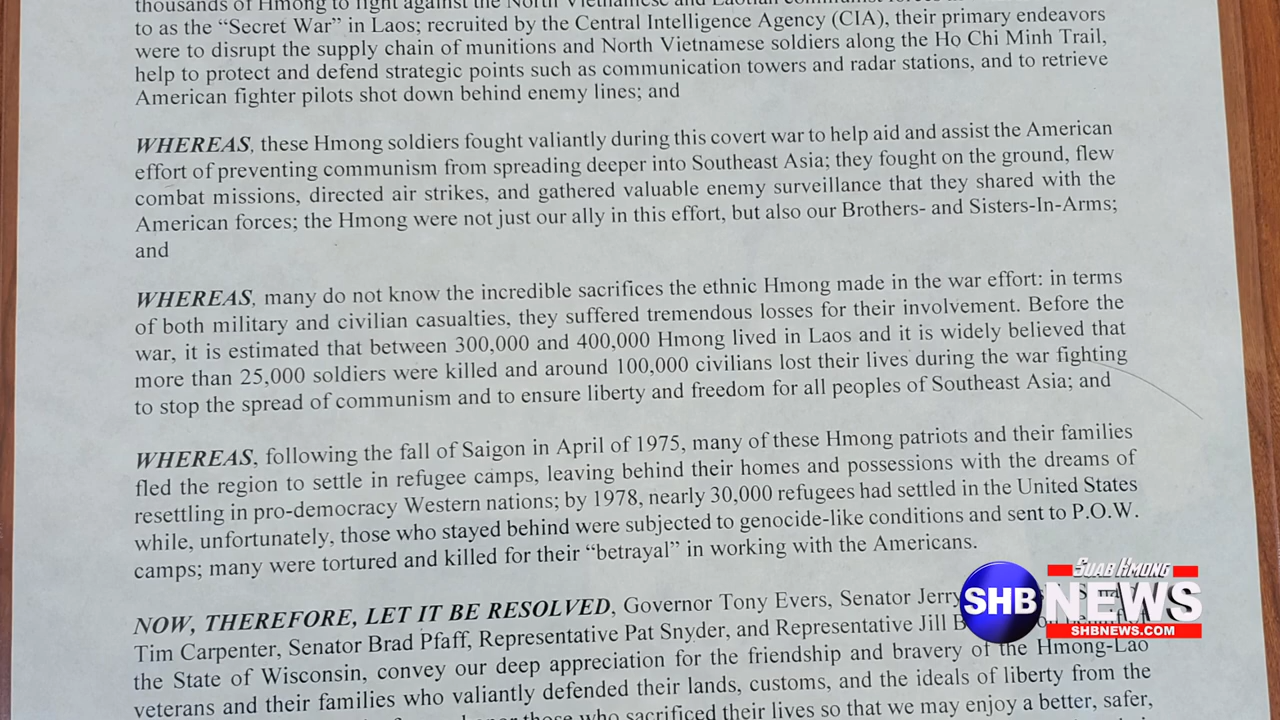 thousands of Hmong to fight against the North Vietnamese and Laotian communist forces
to as the “Secret War” in Laos; recruited by the Central Intelligence Agency (CIA), their primary endeavors
were to disrupt the supply chain of munitions and North Vietnamese soldiers along the Ho Chi Minh Trail,
help to protect and defend strategic points such as communication towers and radar stations, and to retrieve
American fighter pilots shot down behind enemy lines; and
WHEREAS, these Hmong soldiers fought valiantly during this covert war to help aid and assist the American
effort of preventing communism from spreading deeper into Southeast Asia; they fought on the ground, flew
combat missions, directed air strikes, and gathered valuable enemy surveillance that they shared with the
American forces; the Hmong were not just our ally in this effort, but also our Brothers- and Sisters-In-Arms;
and
WHEREAS, many do not know the incredible sacrifices the ethnic Hmong made in the war effort: in terms
of both military and civilian casualties, they suffered tremendous losses for their involvement. Before the
war, it is estimated that between 300,000 and 400,000 Hmong lived in Laos and it is widely believed that
more than 25,000 soldiers were killed and around 100,000 civilians lost their lives during the war fighting
to stop the spread of communism and to ensure liberty and freedom for all peoples of Southeast Asia; and
WHEREAS, following the fall of Saigon in April of 1975, many of these Hmong patriots and their families
fled the region to settle in refugee camps, leaving behind their homes and possessions with the dreams of
resettling in pro-democracy Western nations; by 1978, nearly 30,000 refugees had settled in the United States
while, unfortunately, those who stayed behind were subjected to genocide-like conditions and sent to P.O.W.
camps; many were tortured and killed for their “betrayal” in working with the Americans.
NOW, THEREFORE, LET IT BE RESOLVED, Governor Tony Evers, Senator Jerry
Tim Carpenter, Senator Brad Pfaff, Representative Pat Snyder, and Representative Jill
the State of Wisconsin, convey our deep appreciation for the friendship and bravery of the Hmong-Lao
veterans and their families who valiantly defended their lands, customs, and the ideals of liberty from the
those who sacrificed their lives so that we may enjoy a better, safer,
SUAB HMONG
SHB NEWS
SHBNEWS.COM